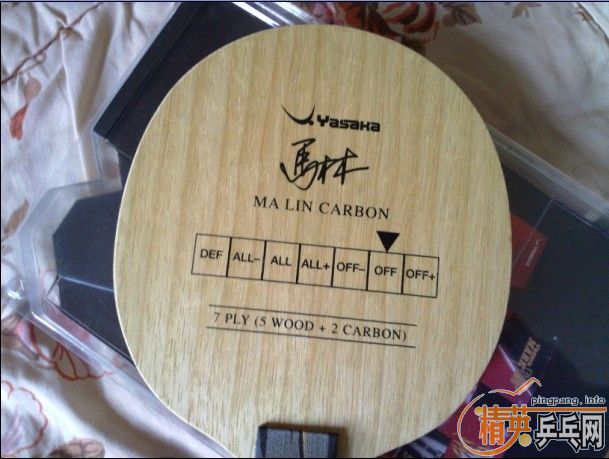 Yasaka
馬林
MA LIN CARBON
DEF ALL– ALL ALL+ OFF– OFF OFF+
7 PLY (5 WOOD + 2 CARBON)
pingpang.info
精英乒乓网